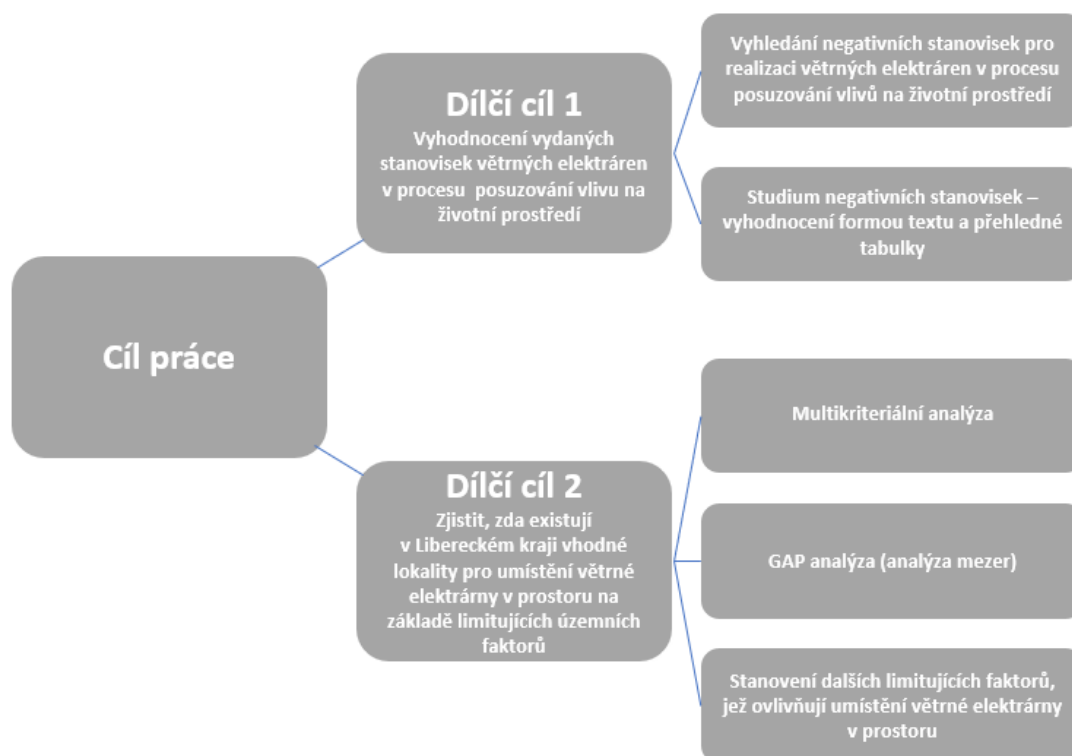 Cíl práce
Dílčí cíl 1
Vyhodnocení vydaných
stanovisek větrných elektráren
v procesu posuzování vlivu na
životní prostředí
Vyhledání negativních stanovisek pro
realizaci větrných elektráren v procesu
posuzování vlivů na životní prostředí
Studium negativních stanovisek –
vyhodnocení formou textu a přehledné
tabulky
Dílčí cíl 2
Zjistit, zda existují
v Libereckém kraji vhodné
lokality pro umístění větrné
elektrárny v prostoru na
základě limitujících územních
faktorů
Multikriteriální analýza
GAP analýza (analýza mezer)
Stanovení dalších limitujících faktorů,
jež ovlivňují umístění větrné elektrárny
v prostoru